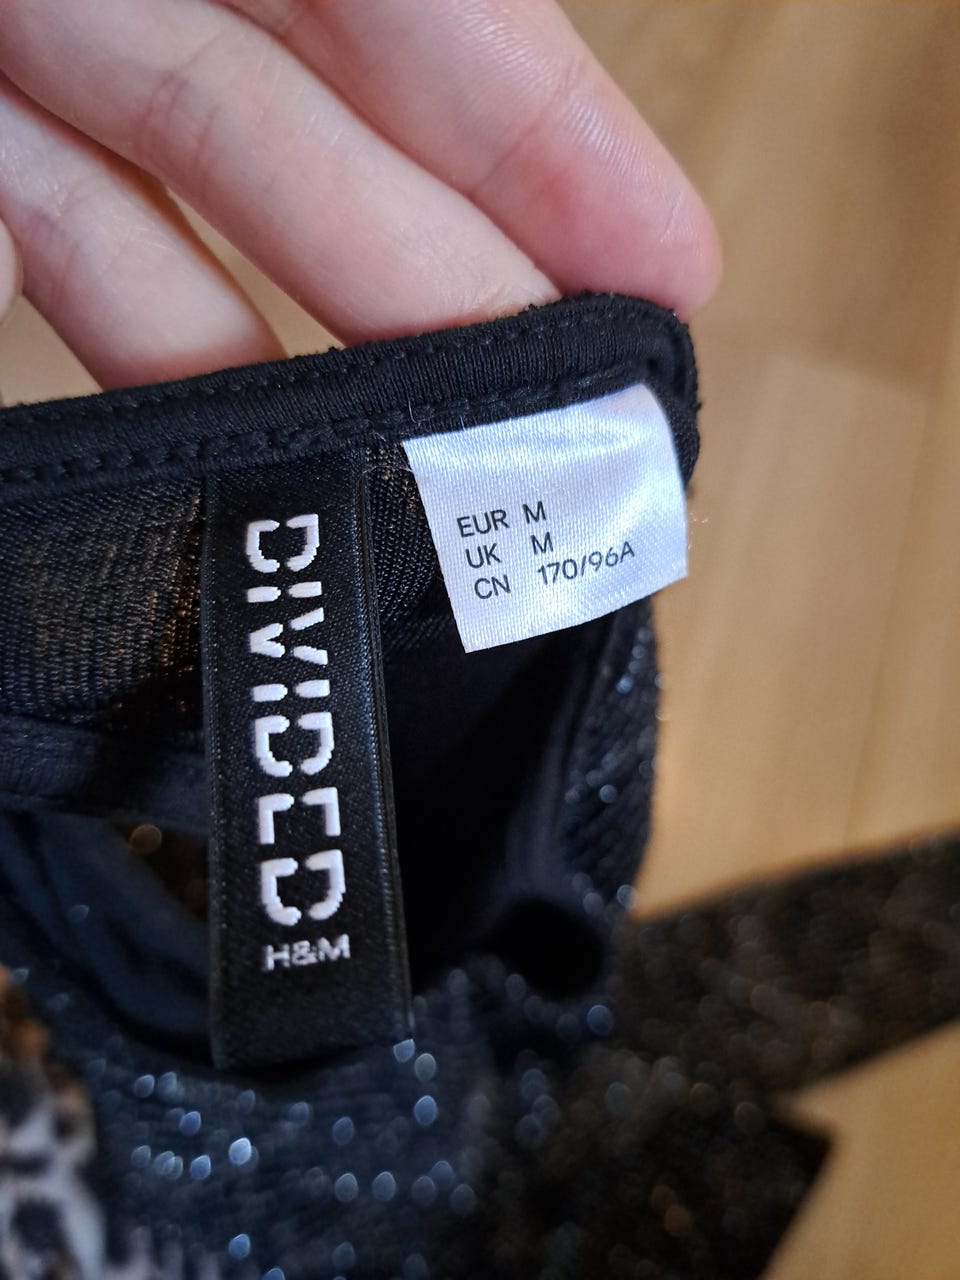 DIVIDED
H&M
EUR M
UK M
CN 170/96A